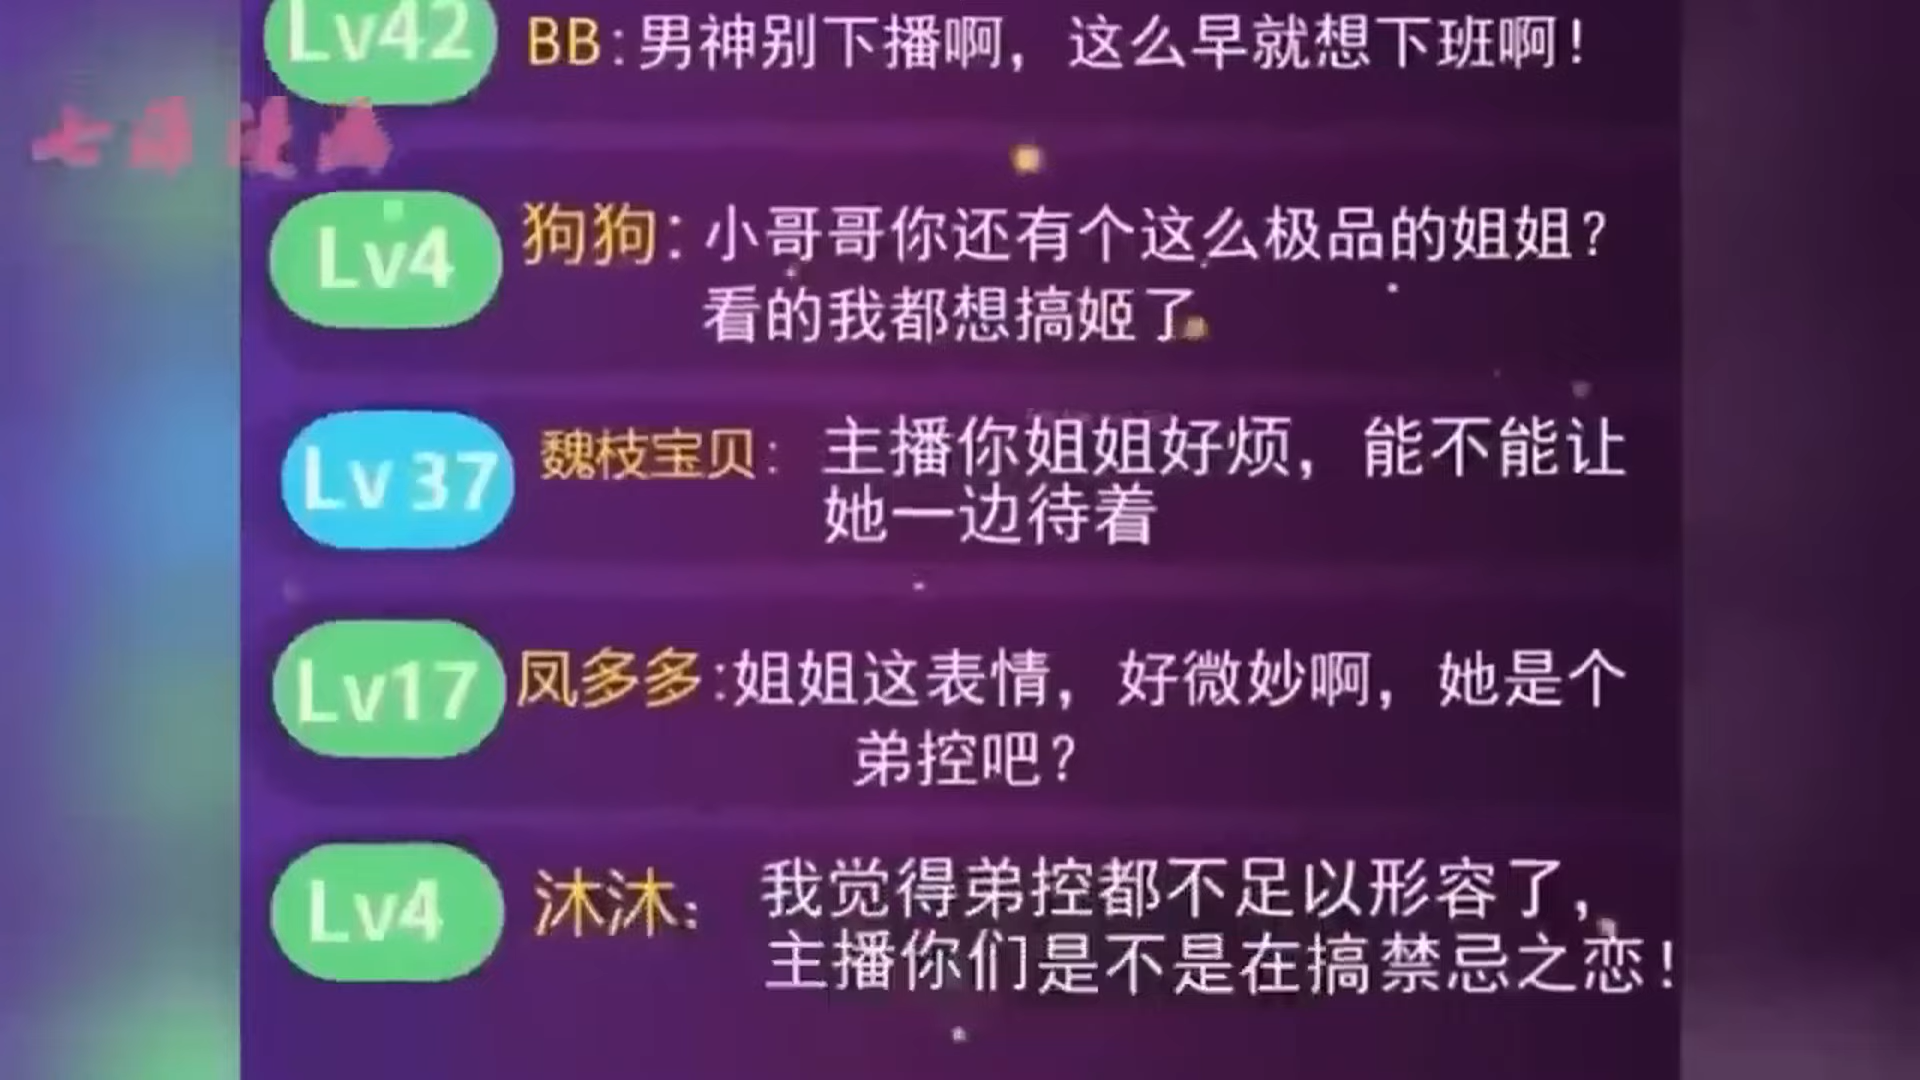 Lv42 BB:男神别下播啊，这么早就想下班啊！
Lv4 狗狗：小哥哥你还有个这么极品的姐姐？
看的我都想搞姬了
Lv37 魏枝宝贝：主播你姐姐好烦，能不能让
她一边待着
Lv17 凤多多：姐姐这表情，好微妙啊，她是个
弟控吧？
Lv4 沐沐：我觉得弟控都不足以形容了，
主播你们是不是在搞禁忌之恋！